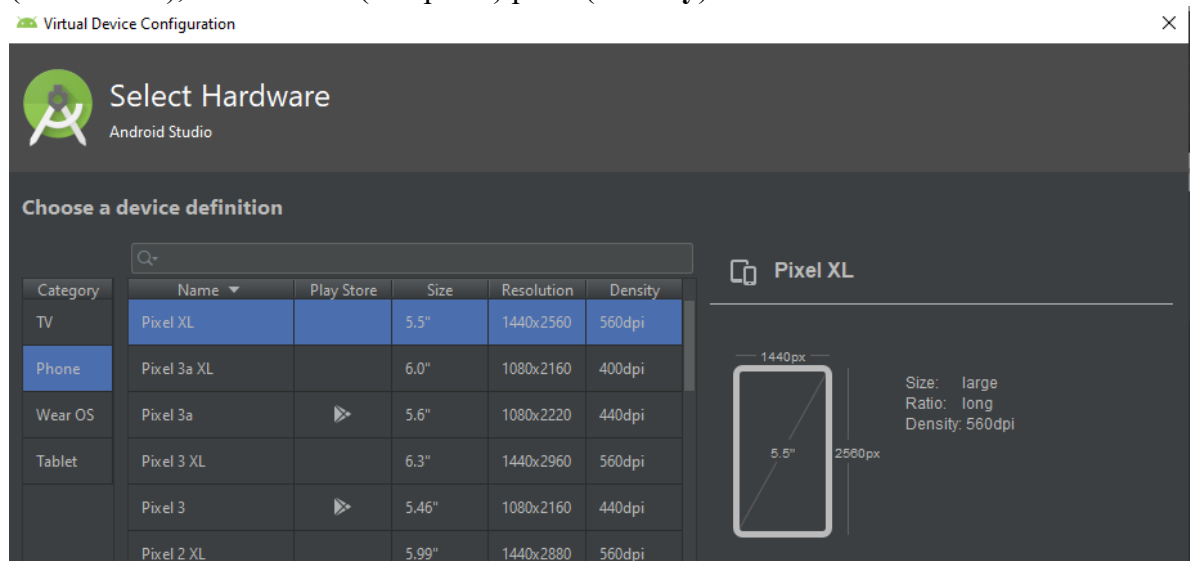 Virtual Device Configuration
Select Hardware
Android Studio
Choose a device definition
Category
TV
Phone
Wear OS
Tablet
Name Play Store Size Resolution Density
Pixel XL 5.5" 1440x2560 560dpi
Pixel 3a XL 6.0" 1080x2160 400dpi
Pixel 3a 5.6" 1080x2220 440dpi
Pixel 3 XL 6.3" 1440x2960 560dpi
Pixel 3 5.46" 1080x2160 440dpi
Pixel 2 XL 5.99" 1440x2880 560dpi
Pixel XL
1440px
5.5"
2560px
Size: large
Ratio: long
Density: 560dpi